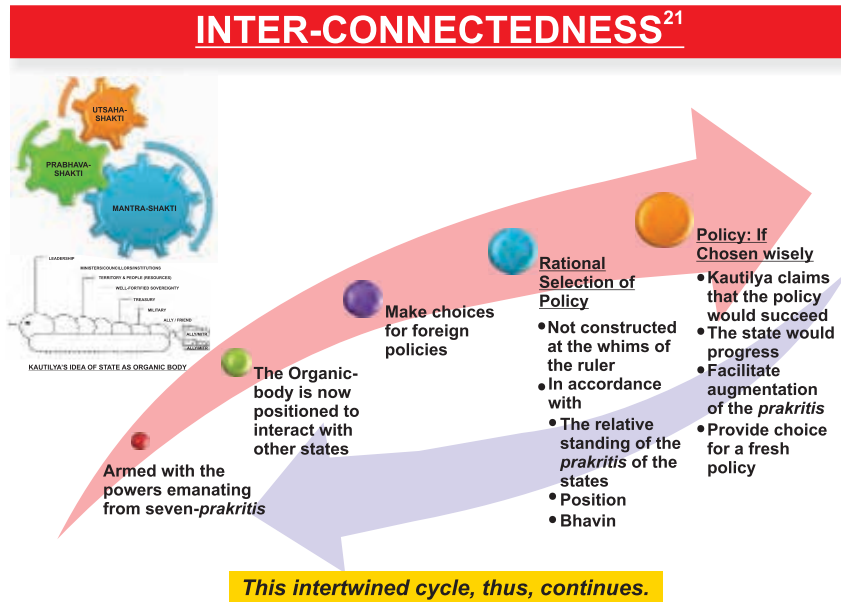 INTER-CONNECTEDNESS21
UTSAHA-
SHAKTI
PRABHAVA-
SHAKTI
MANTRA-SHAKTI
LEADERSHIP
MINISTERS/COUNCILLORS/INSTITUTIONS
TERRITORY & PEOPLE (RESOURCES)
WELL-FORTIFIED SOVEREIGNTY
TREASURY
MILITARY
ALLY / FRIEND
KAUTILYA'S IDEA OF STATE AS ORGANIC BODY
Armed with the
powers emanating
from seven-prakritis
The Organic-
body is now
positioned to
interact with
other states
Make choices
for foreign
policies
Rational
Selection of
Policy
• Not constructed
at the whims of
the ruler
• In accordance
with
• The relative
standing of the
prakritis of the
states
• Position
• Bhavin
Policy: If
Chosen wisely
• Kautilya claims
that the policy
would succeed
• The state would
progress
• Facilitate
augmentation
of the prakritis
• Provide choice
for a fresh
policy
This intertwined cycle, thus, continues.